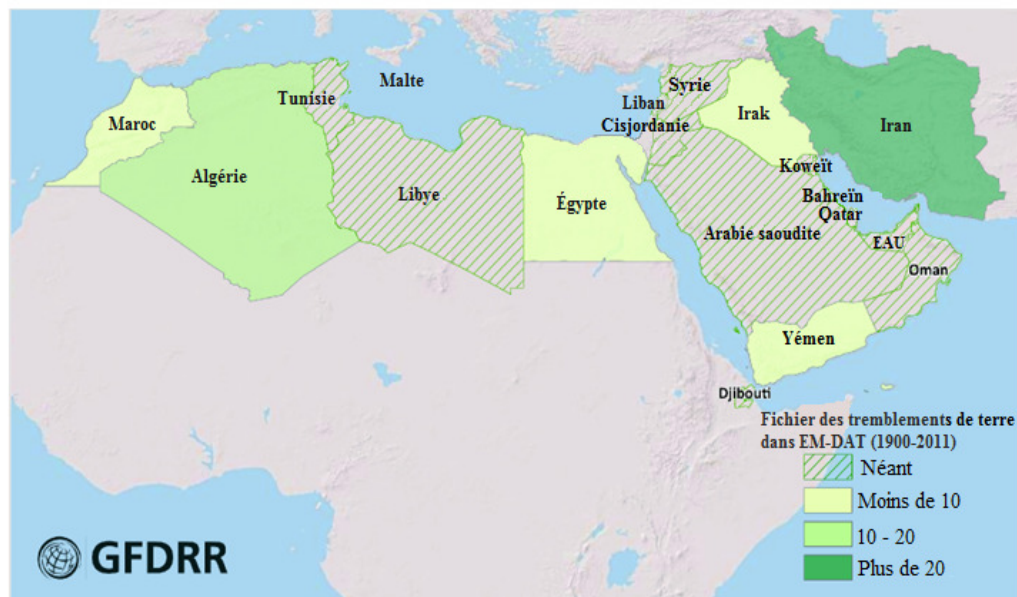 Malte
Tunisie
Syrie
Liban
Cisjordanie
Irak
Iran
Maroc
Algérie
Libye
Égypte
Koweït
Bahreïn
Qatar
Arabie saoudite
EAU
Oman
Yémen
Djibouti
Fichier des tremblements de terre
dans EM-DAT (1900-2011)
Néant
Moins de 10
10 - 20
Plus de 20
GFDRR